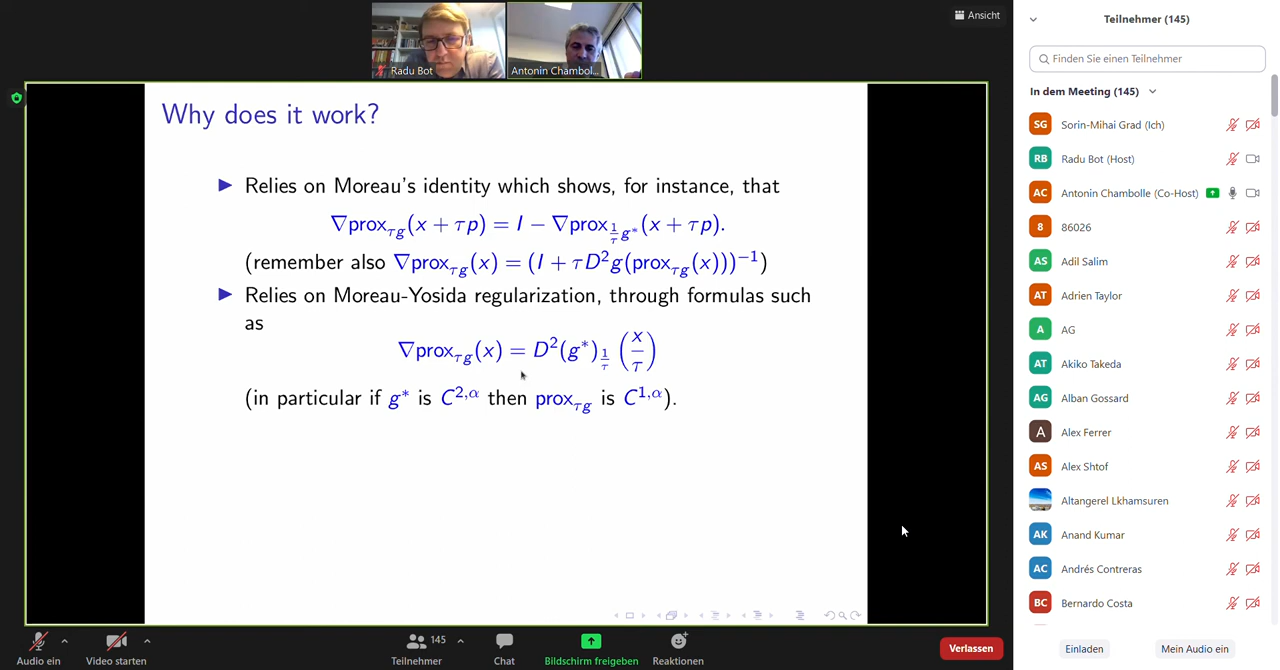 Radu Bot
Antonin Chambol...
Ansicht
Why does it work?
Relies on Moreau's identity which shows, for instance, that
∇prox_{τg}(x + τp) = I − ∇prox_{\frac{1}{τ}g*}(x + τp).
(remember also ∇prox_{τg}(x) = (I + τD²g(prox_{τg}(x)))⁻¹)
Relies on Moreau-Yosida regularization, through formulas such
as
∇prox_{τg}(x) = D²(g*)_{\frac{1}{τ}} (\frac{x}{τ})
(in particular if g* is C^{2,α} then prox_{τg} is C^{1,α}).
Audio ein
Video starten
145
Teilnehmer
Chat
Bildschirm freigeben
Reaktionen
Verlassen
Teilnehmer (145)
Finden Sie einen Teilnehmer
In dem Meeting (145)
SG Sorin-Mihai Grad (Ich)
RB Radu Bot (Host)
AC Antonin Chambolle (Co-Host)
8 86026
AS Adil Salim
AT Adrien Taylor
A AG
AT Akiko Takeda
AG Alban Gossard
A Alex Ferrer
AS Alex Shtof
Altangerel Lkhamsuren
AK Anand Kumar
AC Andrés Contreras
BC Bernardo Costa
Einladen
Mein Audio ein